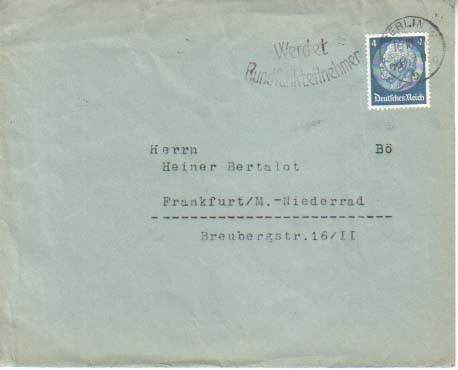 BERLIN
Werdet
Rundfunkteilnehmer
4
Deutsches Reich
Herrn Bö
Heiner Bertalot
Frankfurt/M.-Niederrad
Breubergstr.16/II